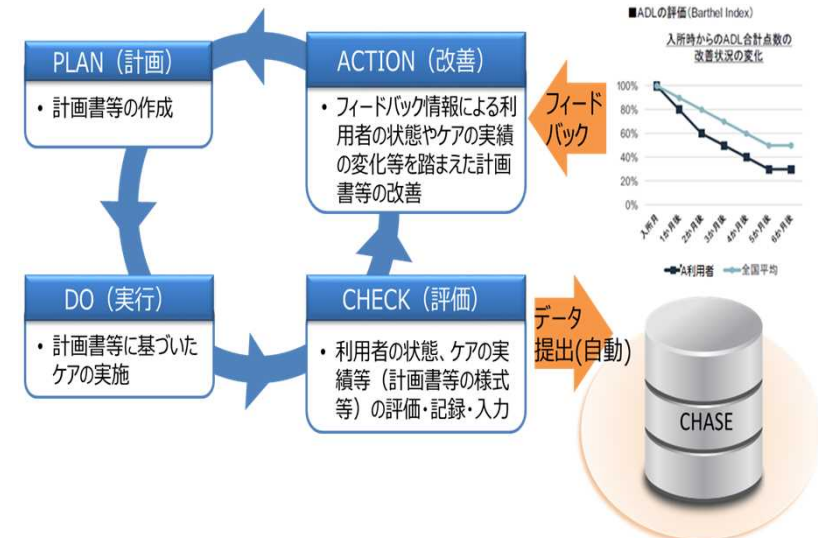 PLAN（計画）
・計画書等の作成
ACTION（改善）
・フィードバック情報による利
用者の状態やケアの実績
の変化等を踏まえた計画
書等の改善
フィード
バック
■ADLの評価(Barthel Index)
入所時からのADL合計点数の
改善状況の変化
100%
80%
60%
40%
20%
0%
入所月
1か月後
2か月後
3か月後
4か月後
5か月後
6か月後
A利用者
全国平均
DO（実行）
・計画書等に基づいた
ケアの実施
CHECK（評価）
・利用者の状態、ケアの実
績等（計画書等の様式
等）の評価・記録・入力
データ
提出(自動)
CHASE